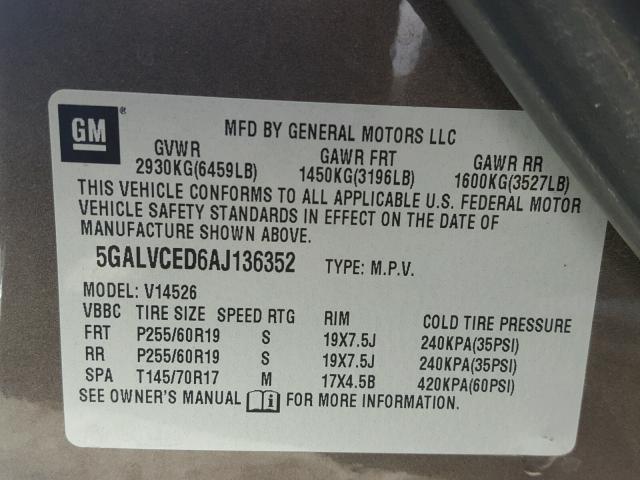 GM
MFD BY GENERAL MOTORS LLC
GVWR GAWR FRT GAWR RR
2930KG(6459LB) 1450KG(3196LB) 1600KG(3527LB)
THIS VEHICLE CONFORMS TO ALL APPLICABLE U.S. FEDERAL MOTOR
VEHICLE SAFETY STANDARDS IN EFFECT ON THE DATE OF
MANUFACTURE SHOWN ABOVE.
5GALVCED6AJ136352 TYPE: M.P.V.
MODEL: V14526
VBBC TIRE SIZE SPEED RTG RIM COLD TIRE PRESSURE
FRT P255/60R19 S 19X7.5J 240KPA(35PSI)
RR P255/60R19 S 19X7.5J 240KPA(35PSI)
SPA T145/70R17 M 17X4.5B 420KPA(60PSI)
SEE OWNER'S MANUAL i FOR MORE INFORMATION.